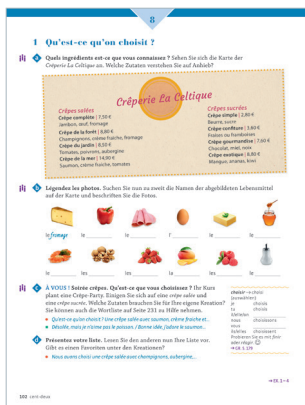 8
1 Qu'est-ce qu'on choisit ?
a Quels ingrédients est-ce que vous connaissez ? Sehen Sie sich die Karte der
Crêperie La Celtique an. Welche Zutaten verstehen Sie auf Anhieb?
Crêperie La Celtique
Crêpes salées
Crêpe complète | 7,50 €
Jambon, œuf, fromage
Crêpe de la forêt | 8,80 €
Champignons, crème fraîche, fromage
Crêpe du jardin | 8,50 €
Tomates, poivrons, aubergine
Crêpe de la mer | 14,90 €
Saumon, crème fraîche, tomates
Crêpes sucrées
Crêpe simple | 2,80 €
Beurre, sucre
Crêpe confiture | 3,80 €
Fraises ou framboises
Crêpe gourmandise | 7,60 €
Chocolat, miel, noix
Crêpe exotique | 8,80 €
Mangue, ananas, kiwi
b Légendez les photos. Suchen Sie nun zu zweit die Namen der abgebildeten Lebensmittel
auf der Karte und beschriften Sie die Fotos.
le fromage le le l' le le
le les les la les les
c À VOUS ! Soirée crêpes. Qu'est-ce que vous choisissez ? Ihr Kurs
plant eine Crêpe-Party. Einigen Sie sich auf eine crêpe salée und
eine crêpe sucrée. Welche Zutaten brauchen Sie für Ihre eigene Kreation?
Sie können auch die Wortliste auf Seite 231 zu Hilfe nehmen.
Qu'est-ce qu'on choisit ? Une crêpe salée avec saumon, crème fraîche et...
Désolée, mais je n'aime pas le poisson. / Bonne idée, j'adore le saumon...
d Présentez votre liste. Lesen Sie den anderen nun Ihre Liste vor.
Gibt es einen Favoriten unter den Kreationen?
Nous avons choisi une crêpe salée avec champignons, aubergine...
choisir → choisi
(auswählen)
je choisis
tu choisis
il/elle/on
nous choisissons
vous
ils/elles choisissent
Probieren Sie es mit finir
oder réagir.
→ GR. S. 179
→ ER. 1-4
102 cent-deux